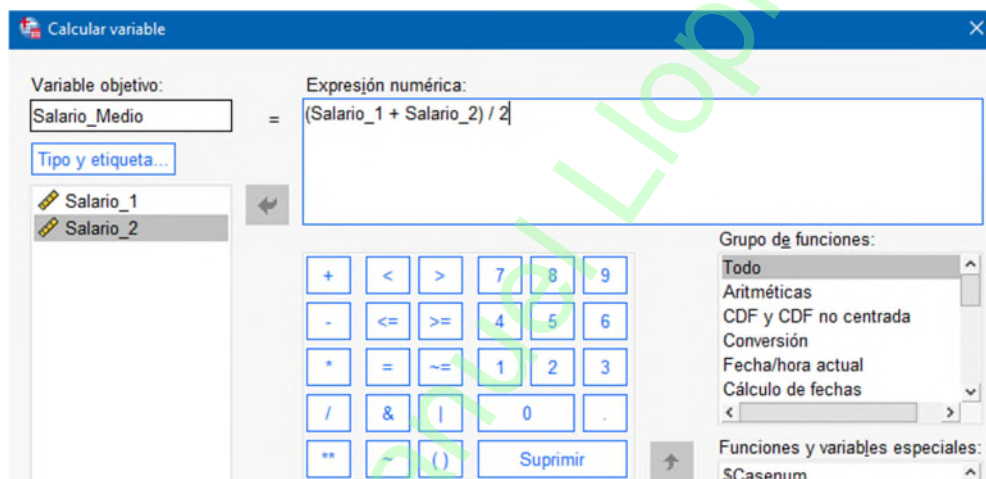 Calcular variable
Variable objetivo:
Expresión numérica:
Salario_Medio
=
(Salario_1 + Salario_2) / 2
Tipo y etiqueta...
Salario_1
Salario_2
+ < > 7 8 9
- <= >= 4 5 6
* = ~= 1 2 3
/ & | 0 .
** ~ ( ) Suprimir
Grupo de funciones:
Todo
Aritméticas
CDF y CDF no centrada
Conversión
Fecha/hora actual
Cálculo de fechas
Funciones y variables especiales:
$Casenum
anuel Llop